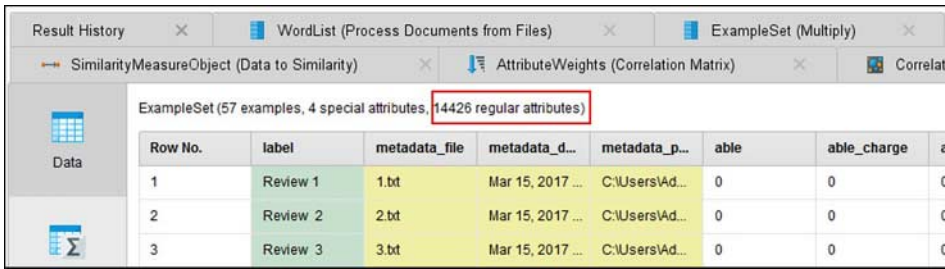 Result History
WordList (Process Documents from Files)
ExampleSet (Multiply)
SimilarityMeasureObject (Data to Similarity)
AttributeWeights (Correlation Matrix)
Correlat
Data
ExampleSet (57 examples, 4 special attributes, 14426 regular attributes)
Row No. label metadata_file metadata_d... metadata_p... able able_charge
1 Review 1 1.txt Mar 15, 2017 ... C:\Users\Ad... 0 0
2 Review 2 2.txt Mar 15, 2017 ... C:\Users\Ad... 0 0
3 Review 3 3.txt Mar 15, 2017 ... C:\Users\Ad... 0 0